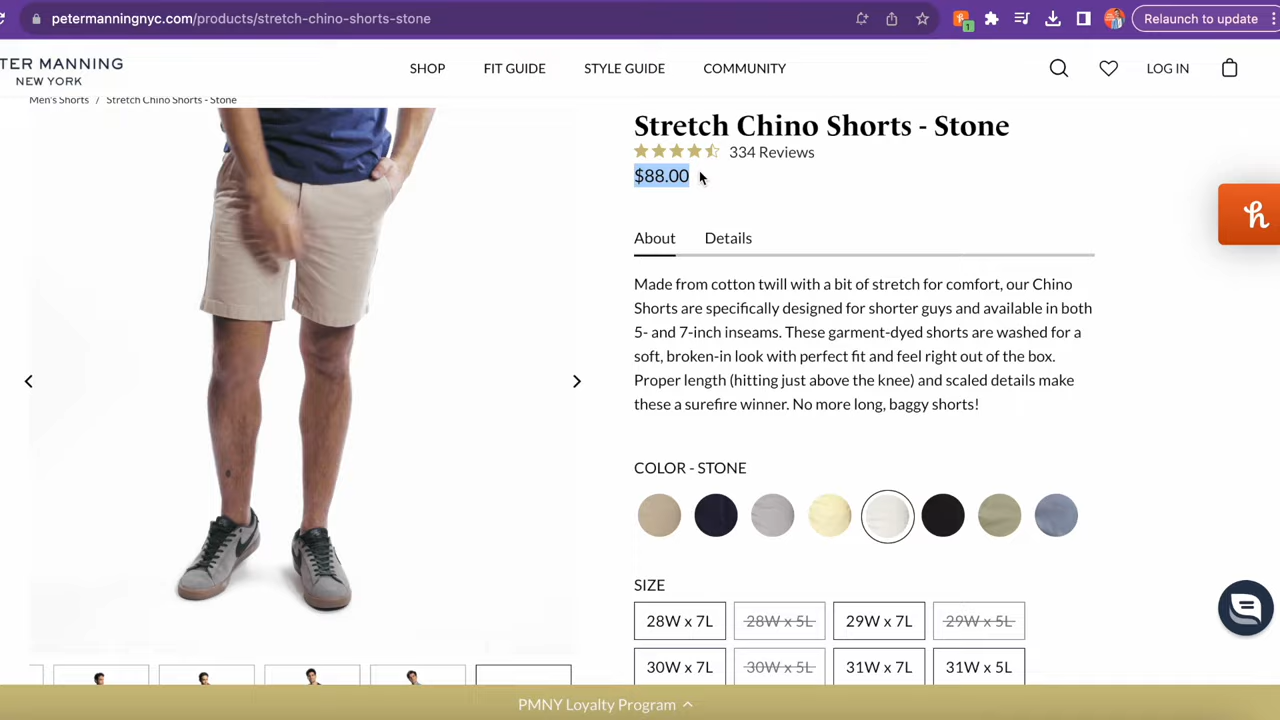 petermanningnyc.com/products/stretch-chino-shorts-stone
1
Relaunch to update
TER MANNING
NEW YORK
SHOP
FIT GUIDE
STYLE GUIDE
COMMUNITY
LOG IN
Men's Shorts / Stretch Chino Shorts - Stone
Stretch Chino Shorts - Stone
334 Reviews
$88.00
h
About
Details
Made from cotton twill with a bit of stretch for comfort, our Chino
Shorts are specifically designed for shorter guys and available in both
5- and 7-inch inseams. These garment-dyed shorts are washed for a
soft, broken-in look with perfect fit and feel right out of the box.
Proper length (hitting just above the knee) and scaled details make
these a surefire winner. No more long, baggy shorts!
COLOR - STONE
SIZE
28W x 7L
28W x 5L
29W x 7L
29W x 5L
30W x 7L
30W x 5L
31W x 7L
31W x 5L
PMNY Loyalty Program